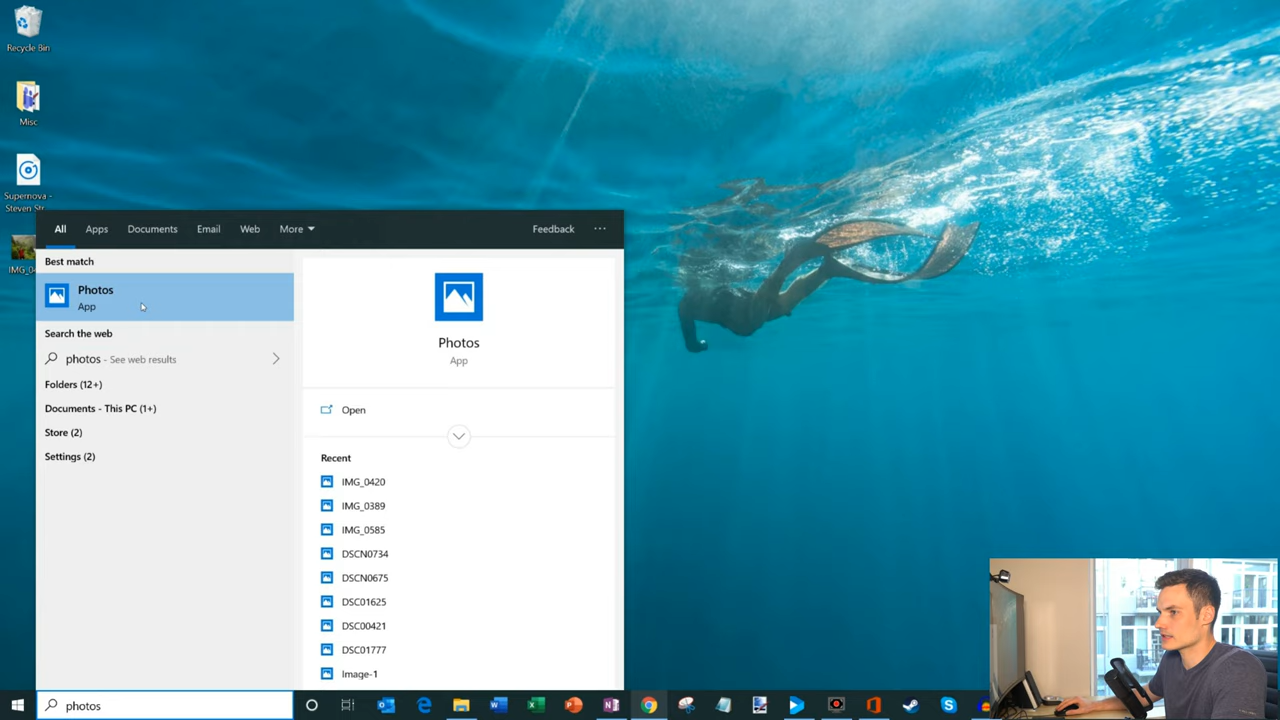 Recycle Bin
Misc
Supernova -
Steven Str...
All
Apps
Documents
Email
Web
More
Feedback
Best match
Photos
App
Search the web
photos - See web results
Folders (12+)
Documents - This PC (1+)
Store (2)
Settings (2)
Photos
App
Open
Recent
IMG_0420
IMG_0389
IMG_0585
DSCN0734
DSCN0675
DSC01625
DSC00421
DSC01777
Image-1
photos